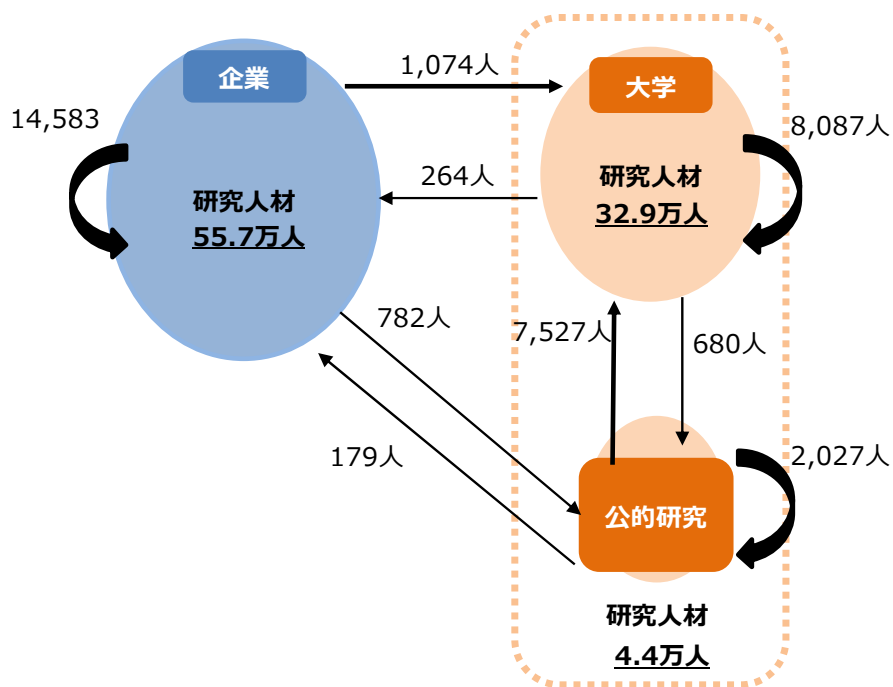 企業
1,074人
大学
14,583
8,087人
264人
研究人材
55.7万人
研究人材
32.9万人
782人
7,527人
680人
179人
2,027人
公的研究
研究人材
4.4万人